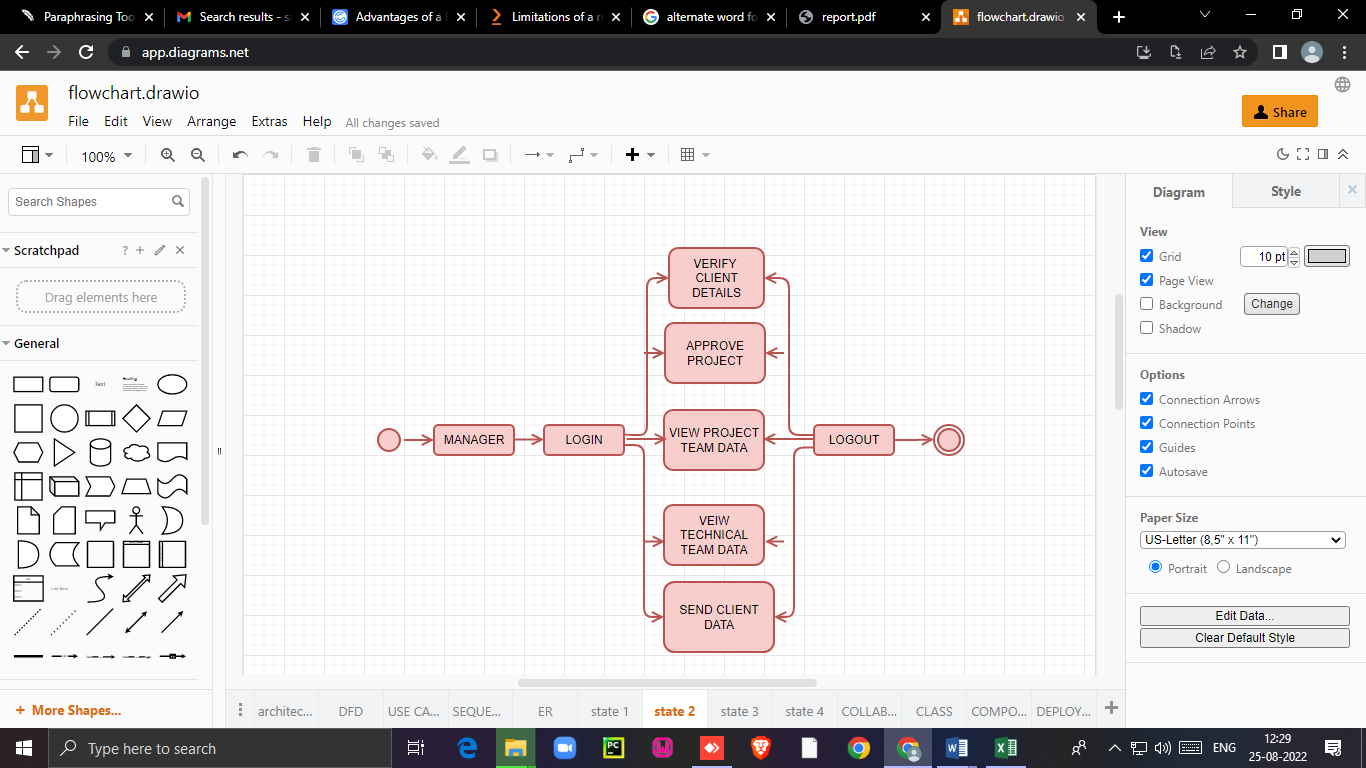 Paraphrasing Too
Search results - s
Advantages of a
Limitations of a r
alternate word fo
report.pdf
flowchart.drawio
app.diagrams.net
flowchart.drawio
File Edit View Arrange Extras Help All changes saved
Share
100%
Search Shapes
Scratchpad
?
Drag elements here
General
Text
Heading
List Item
+ More Shapes...
VERIFY
CLIENT
DETAILS
APPROVE
PROJECT
MANAGER
LOGIN
VIEW PROJECT
TEAM DATA
LOGOUT
VEIW
TECHNICAL
TEAM DATA
SEND CLIENT
DATA
Diagram
Style
View
Grid
10 pt
Page View
Background
Change
Shadow
Options
Connection Arrows
Connection Points
Guides
Autosave
Paper Size
US-Letter (8,5" x 11")
Portrait
Landscape
Edit Data...
Clear Default Style
architec...
DFD
USE CA...
SEQUE...
ER
state 1
state 2
state 3
state 4
COLLAB...
CLASS
COMPO...
DEPLOY...
Type here to search
PC
W
X
ENG
12:29
25-08-2022